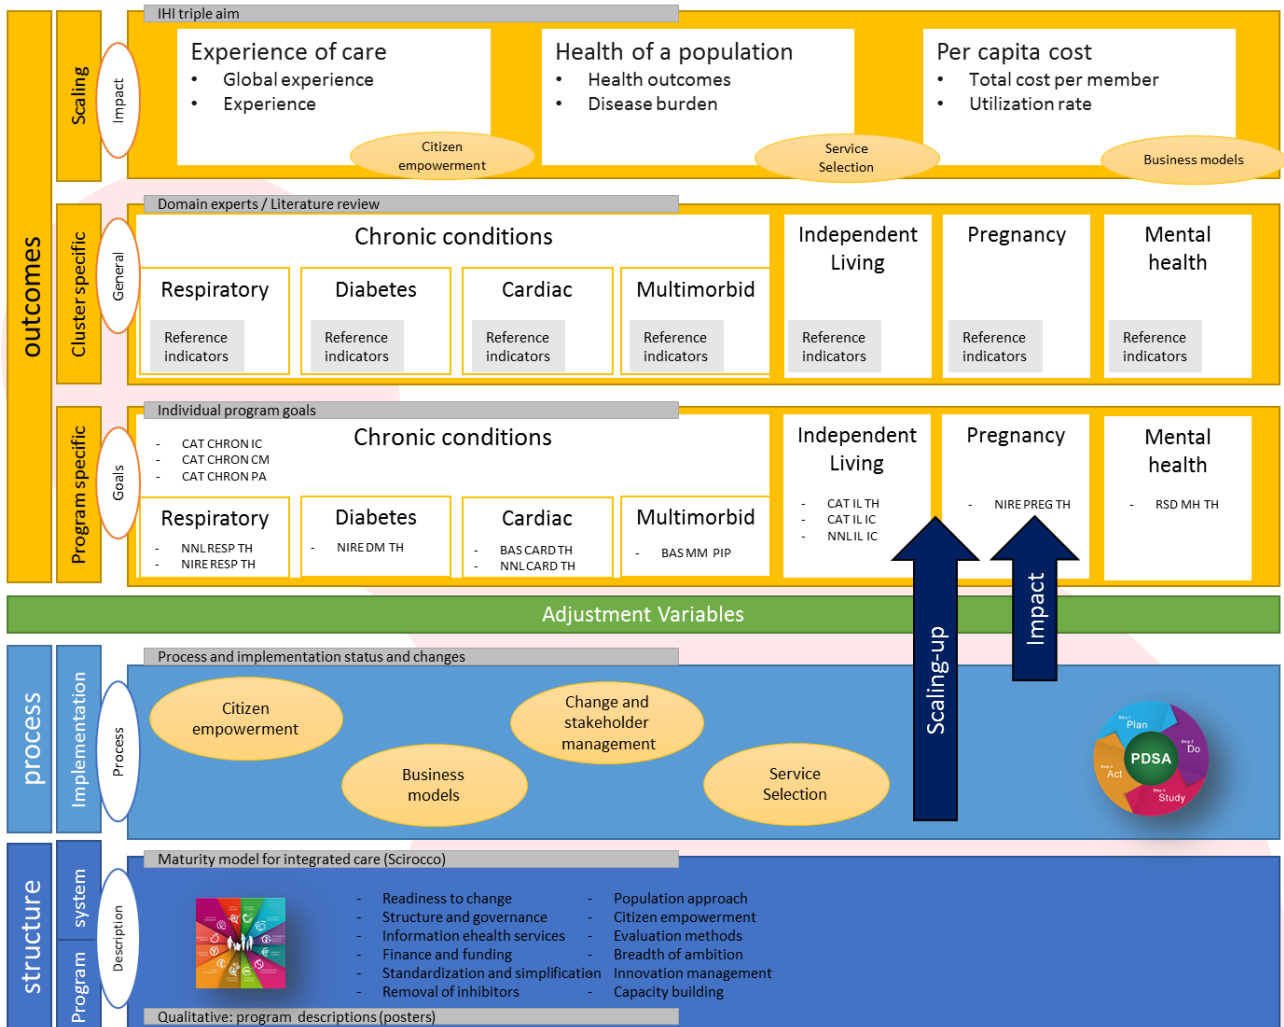 outcomes
Scaling
Impact
IHI triple aim
Experience of care
• Global experience
• Experience
Citizen
empowerment
Health of a population
• Health outcomes
• Disease burden
Service
Selection
Per capita cost
• Total cost per member
• Utilization rate
Business models
Cluster specific
General
Domain experts / Literature review
Chronic conditions
Respiratory
Reference
indicators
Diabetes
Reference
indicators
Cardiac
Reference
indicators
Multimorbid
Reference
indicators
Independent
Living
Reference
indicators
Pregnancy
Reference
indicators
Mental
health
Reference
indicators
Program specific
Goals
Individual program goals
- CAT CHRON IC
- CAT CHRON CM
- CAT CHRON PA
Chronic conditions
Respiratory
- NNL RESP TH
- NIRE RESP TH
Diabetes
- NIRE DM TH
Cardiac
- BAS CARD TH
- NNL CARD TH
Multimorbid
- BAS MM PIP
Independent
Living
- CAT IL TH
- CAT IL IC
- NNL IL IC
Pregnancy
- NIRE PREG TH
Mental
health
- RSD MH TH
Adjustment Variables
Scaling-up
Impact
process
Implementation
Process
Process and implementation status and changes
Citizen
empowerment
Business
models
Change and
stakeholder
management
Service
Selection
Step 1
Plan
Step 2
Do
Step 3
Study
Step 4
Act
PDSA
structure
system
Program
Description
Maturity model for integrated care (Scirocco)
- Readiness to change
- Structure and governance
- Information ehealth services
- Finance and funding
- Standardization and simplification
- Removal of inhibitors
- Population approach
- Citizen empowerment
- Evaluation methods
- Breadth of ambition
Innovation management
- Capacity building
Qualitative: program descriptions (posters)